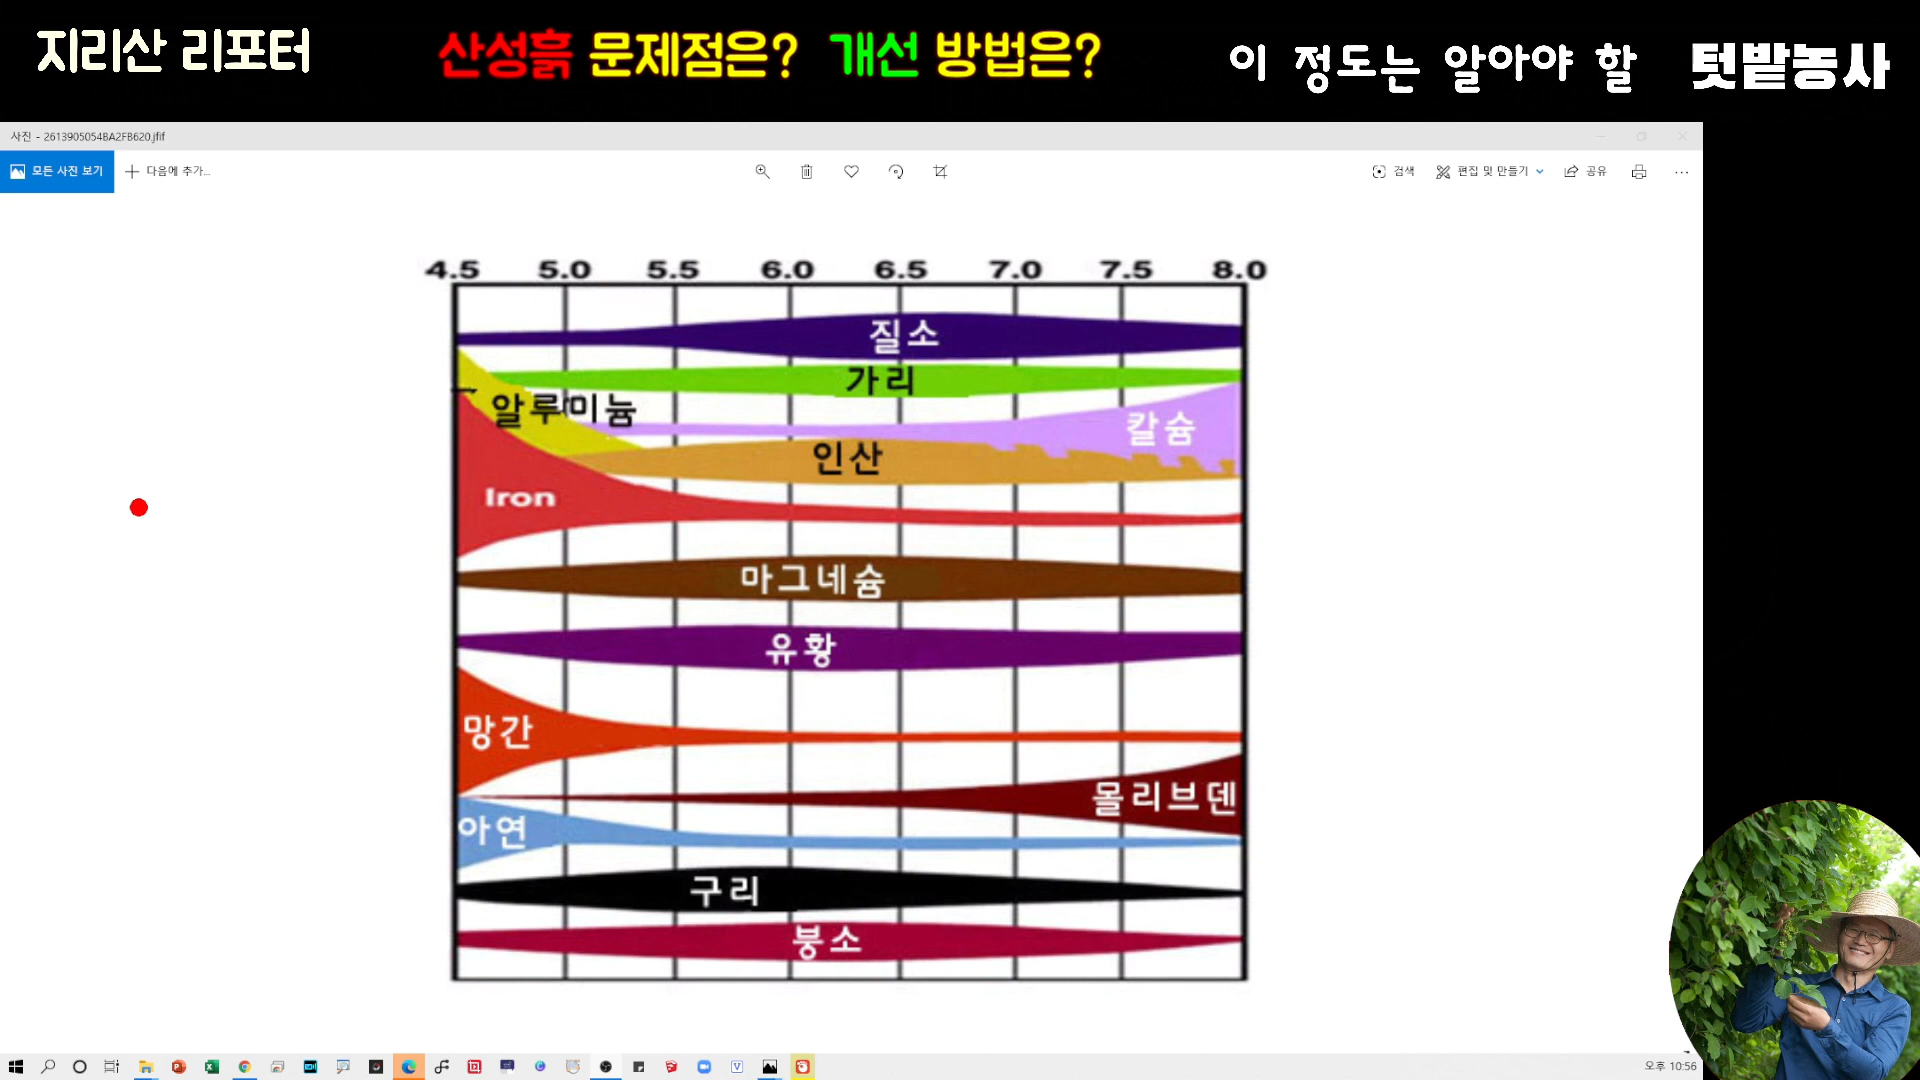 지리산 리포터
산성흙 문제점은? 개선 방법은?
이 정도는 알아야 할 텃밭농사
사진 - 2613905054BA2FB620.jfif
모든 사진 보기
다음에 추가...
검색
편집 및 만들기
공유
4.5 5.0 5.5 6.0 6.5 7.0 7.5 8.0
질소
가리
알루미늄
칼슘
인산
Iron
마그네슘
유황
망간
몰리브덴
아연
구리
붕소
오후 10:56